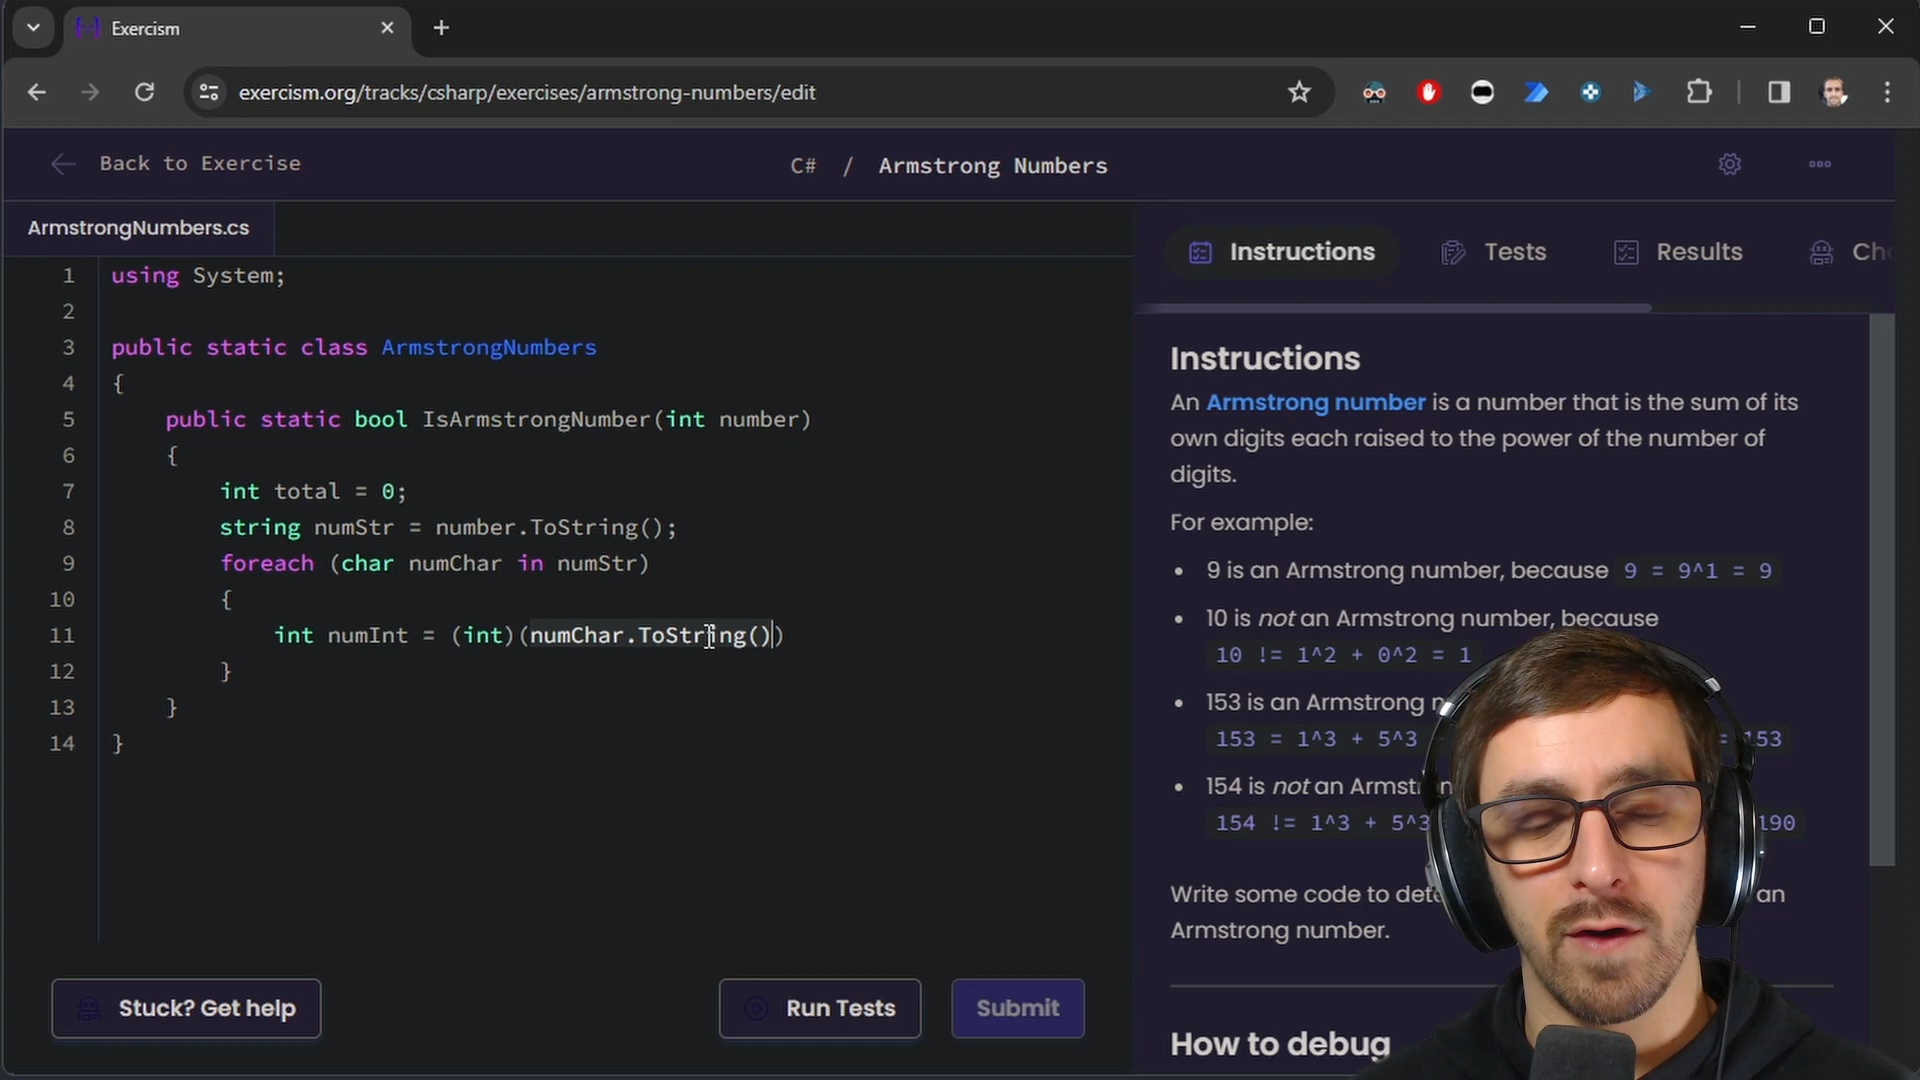 Exercism
exercism.org/tracks/csharp/exercises/armstrong-numbers/edit
Back to Exercise
C# / Armstrong Numbers
ArmstrongNumbers.cs
1 using System;
2
3 public static class ArmstrongNumbers
4 {
5 public static bool IsArmstrongNumber(int number)
6 {
7 int total = 0;
8 string numStr = number.ToString();
9 foreach (char numChar in numStr)
10 {
11 int numInt = (int)(numChar.ToString())
12 }
13 }
14 }
Stuck? Get help
Run Tests
Submit
Instructions
Tests
Results
Ch
Instructions
An Armstrong number is a number that is the sum of its
own digits each raised to the power of the number of
digits.
For example:
• 9 is an Armstrong number, because 9 = 9^1 = 9
• 10 is not an Armstrong number, because
10 != 1^2 + 0^2 = 1
• 153 is an Armstrong
153 = 1^3 + 5^3 = 153
• 154 is not an
154 != 1^3 + 5^3 190
Write some code to an
Armstrong number.
How to debug